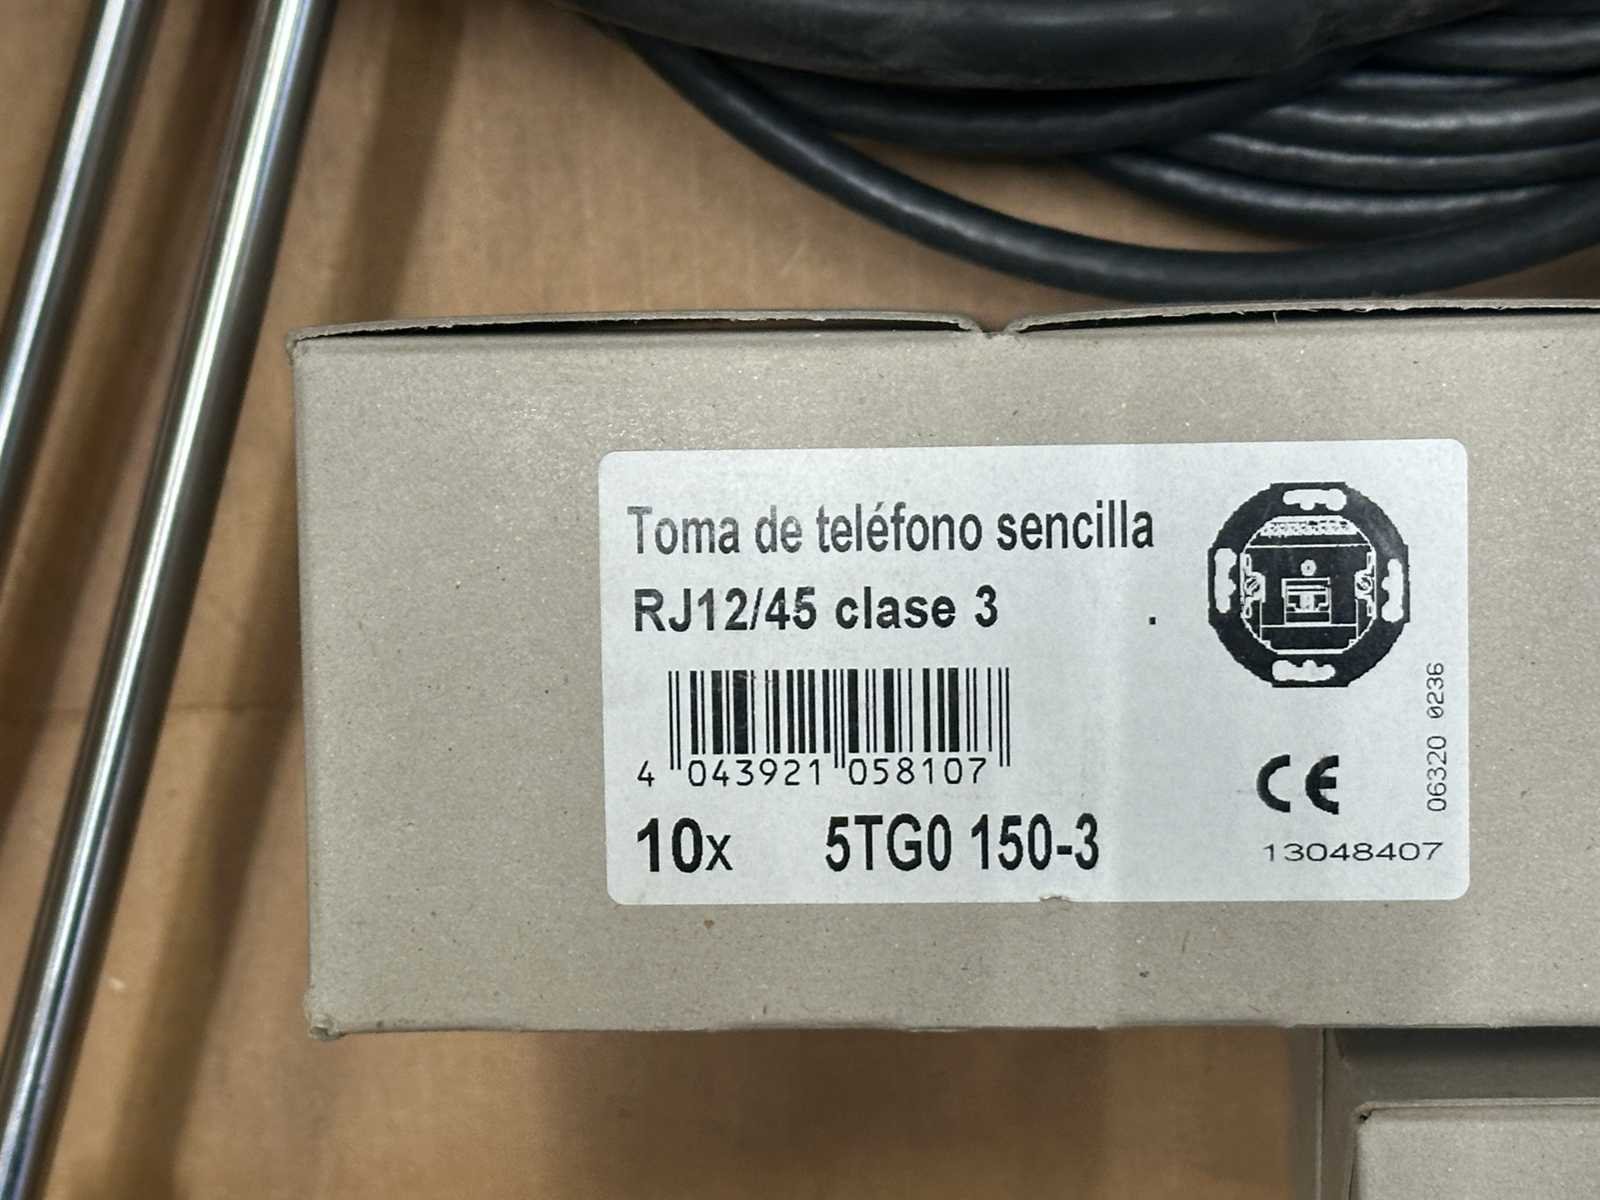 Toma de teléfono sencilla
RJ12/45 clase 3 .
4 043921 058107
10x 5TG0 150-3
CE
13048407
06320 0236